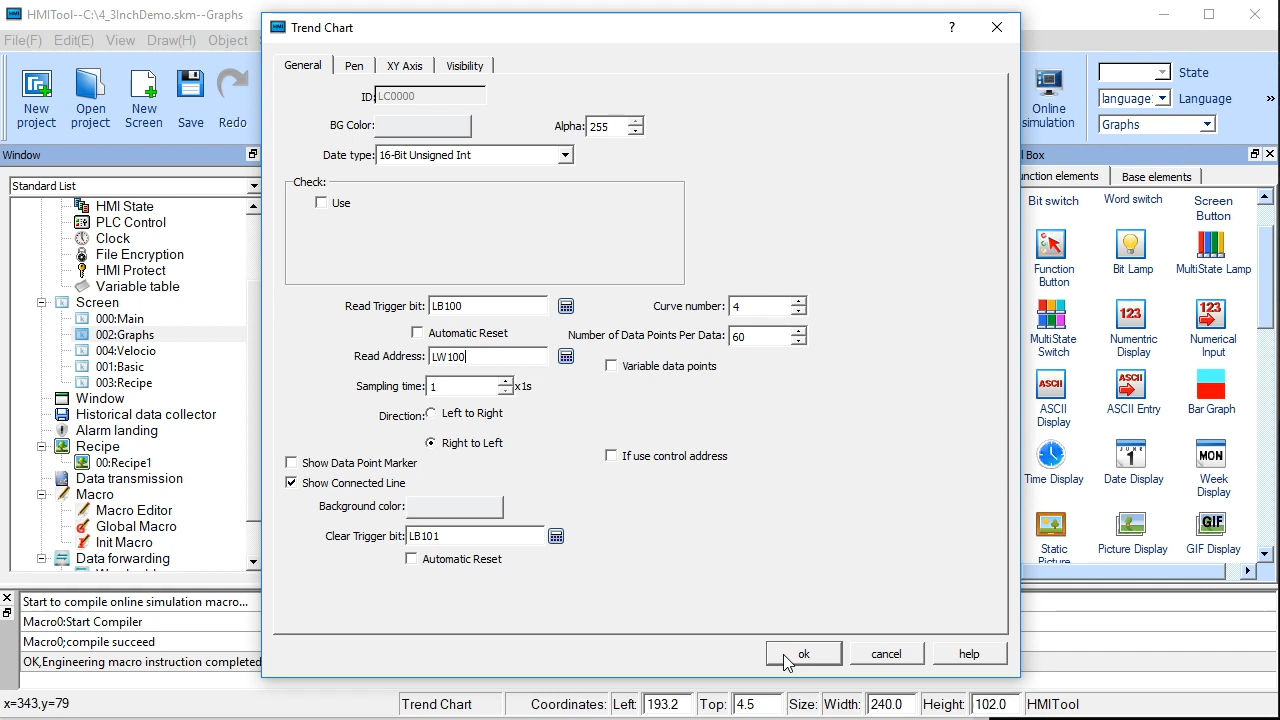 HMITool--C:\4_3InchDemo.skm--Graphs
File(F) Edit(E) View Draw(H) Object
New project
Open project
New Screen
Save
Redo
Window
Standard List
HMI State
PLC Control
Clock
File Encryption
HMI Protect
Variable table
Screen
000:Main
002:Graphs
004:Velocio
001:Basic
003:Recipe
Window
Historical data collector
Alarm landing
Recipe
00:Recipe1
Data transmission
Macro
Macro Editor
Global Macro
Init Macro
Data forwarding
Trend Chart
?
General Pen XY Axis Visibility
ID: LC0000
BG Color: Alpha: 255
Date type: 16-Bit Unsigned Int
Check:
Use
Read Trigger bit: LB100 Curve number: 4
Automatic Reset Number of Data Points Per Data: 60
Read Address: LW100
Variable data points
Sampling time: 1 x1s
Direction: Left to Right
Right to Left
If use control address
Show Data Point Marker
Show Connected Line
Background color:
Clear Trigger bit: LB101
Automatic Reset
ok cancel help
Online simulation
State
language: Language
Graphs
»
l Box
unction elements Base elements
Bit switch Word switch Screen Button
Function Button Bit Lamp MultiState Lamp
MultiState Switch Numeric Display Numerical Input
123 123
ASCII Display ASCII Entry Bar Graph
ASCII ASCII
Time Display Date Display Week Display
1 MON
Static Picture Picture Display GIF Display
GIF
Start to compile online simulation macro...
Macro0:Start Compiler
Macro0;compile succeed
OK,Engineering macro instruction completed
x=343,y=79 Trend Chart Coordinates: Left: 193.2 Top: 4.5 Size: Width: 240.0 Height: 102.0 HMITool